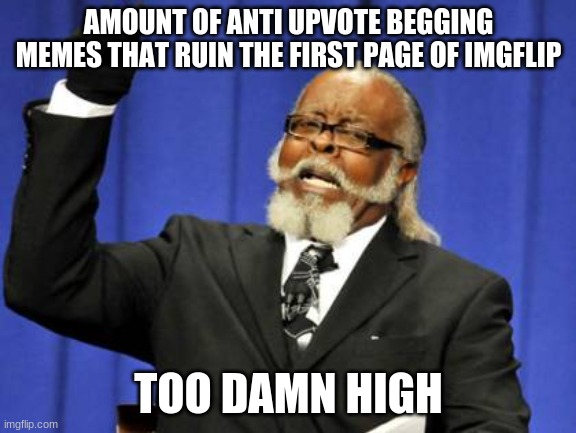 AMOUNT OF ANTI UPVOTE BEGGING
MEMES THAT RUIN THE FIRST PAGE OF IMGFLIP
TOO DAMN HIGH
imgflip.com